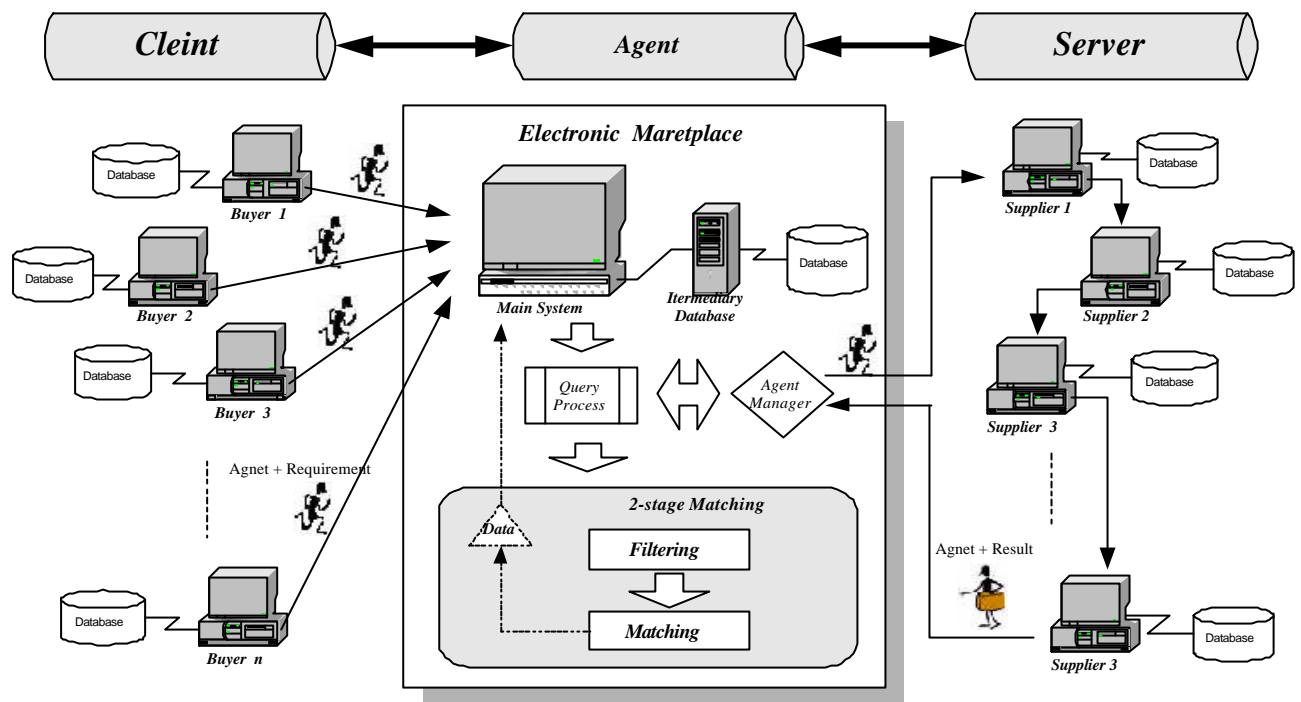 Cleint
Agent
Server
Electronic Maretplace
Database
Buyer 1
Database
Buyer 2
Database
Buyer 3
Agnet + Requirement
Database
Buyer n
Main System
Itermediary
Database
Database
Query
Process
Agent
Manager
2-stage Matching
Data
Filtering
Matching
Database
Supplier 1
Database
Supplier 2
Database
Supplier 3
Agnet + Result
Database
Supplier 3